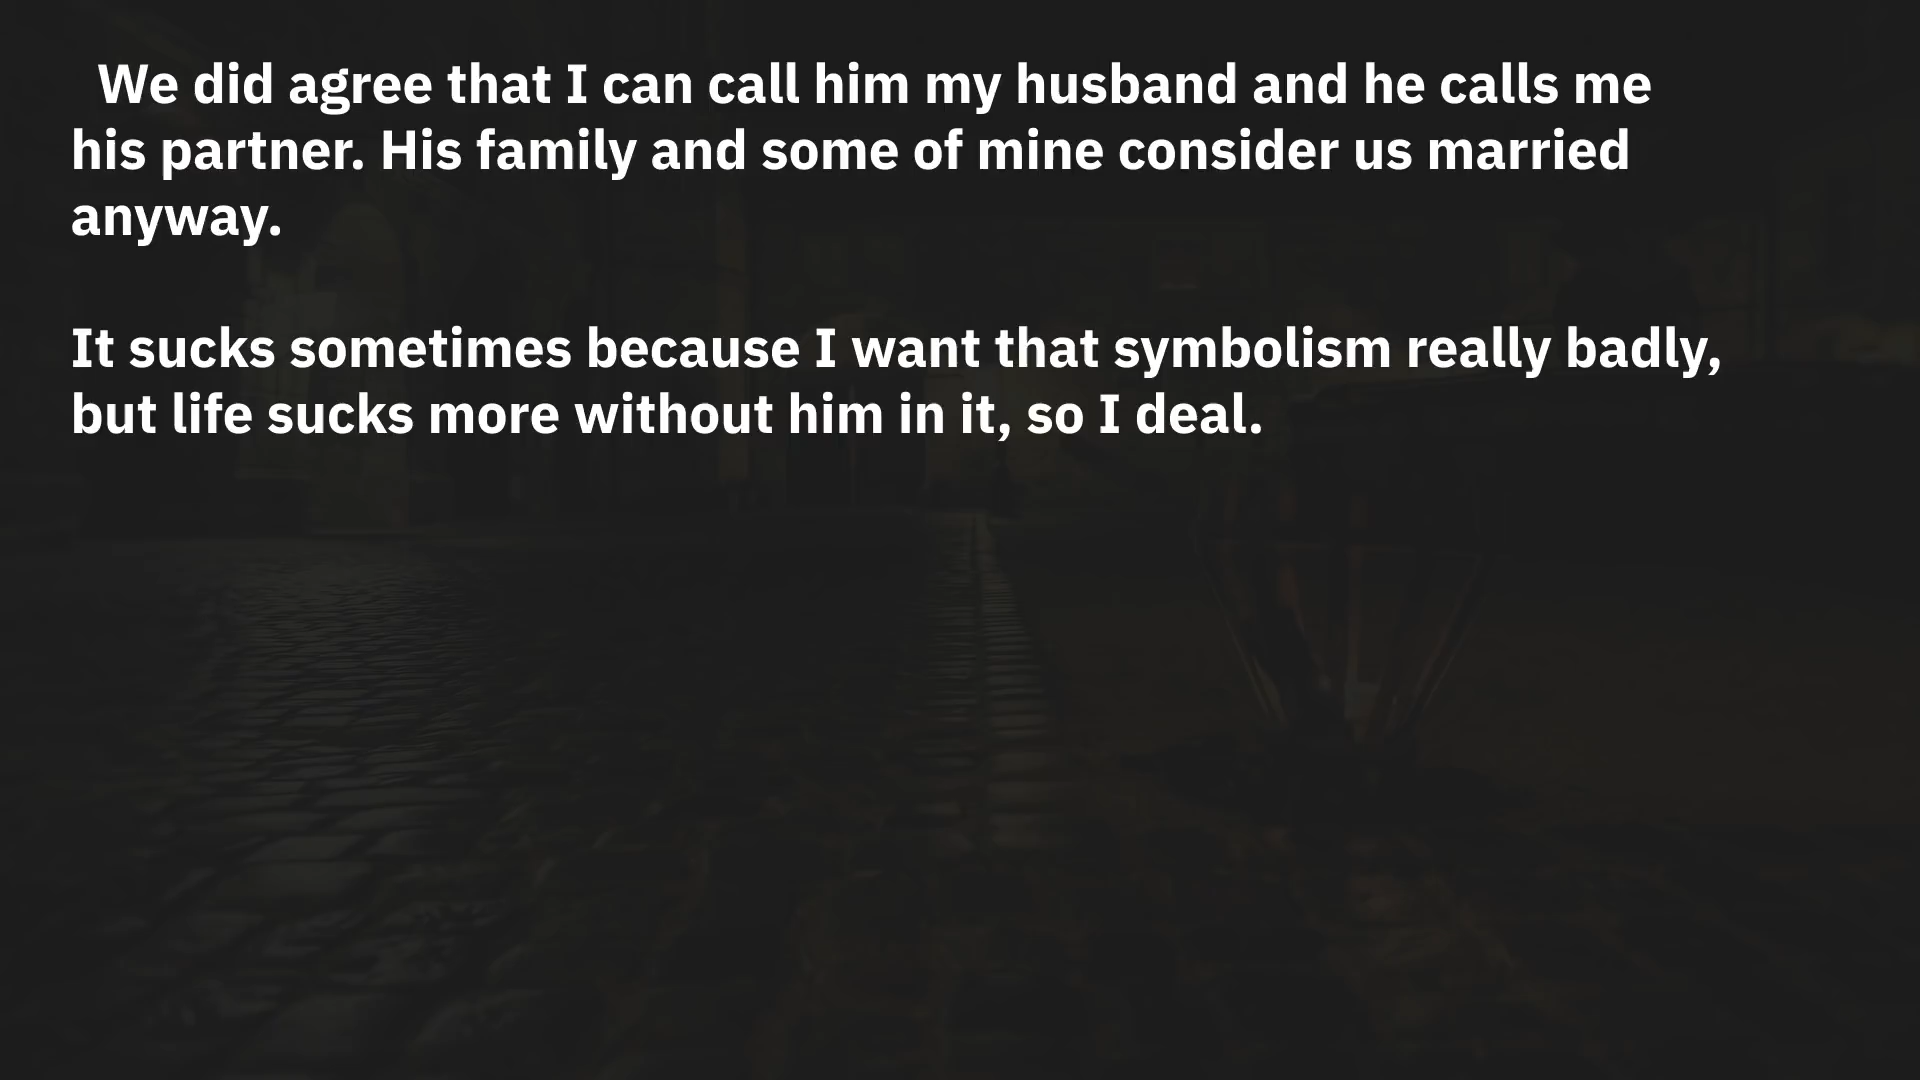 We did agree that I can call him my husband and he calls me
his partner. His family and some of mine consider us married
anyway.
It sucks sometimes because I want that symbolism really badly,
but life sucks more without him in it, so I deal.